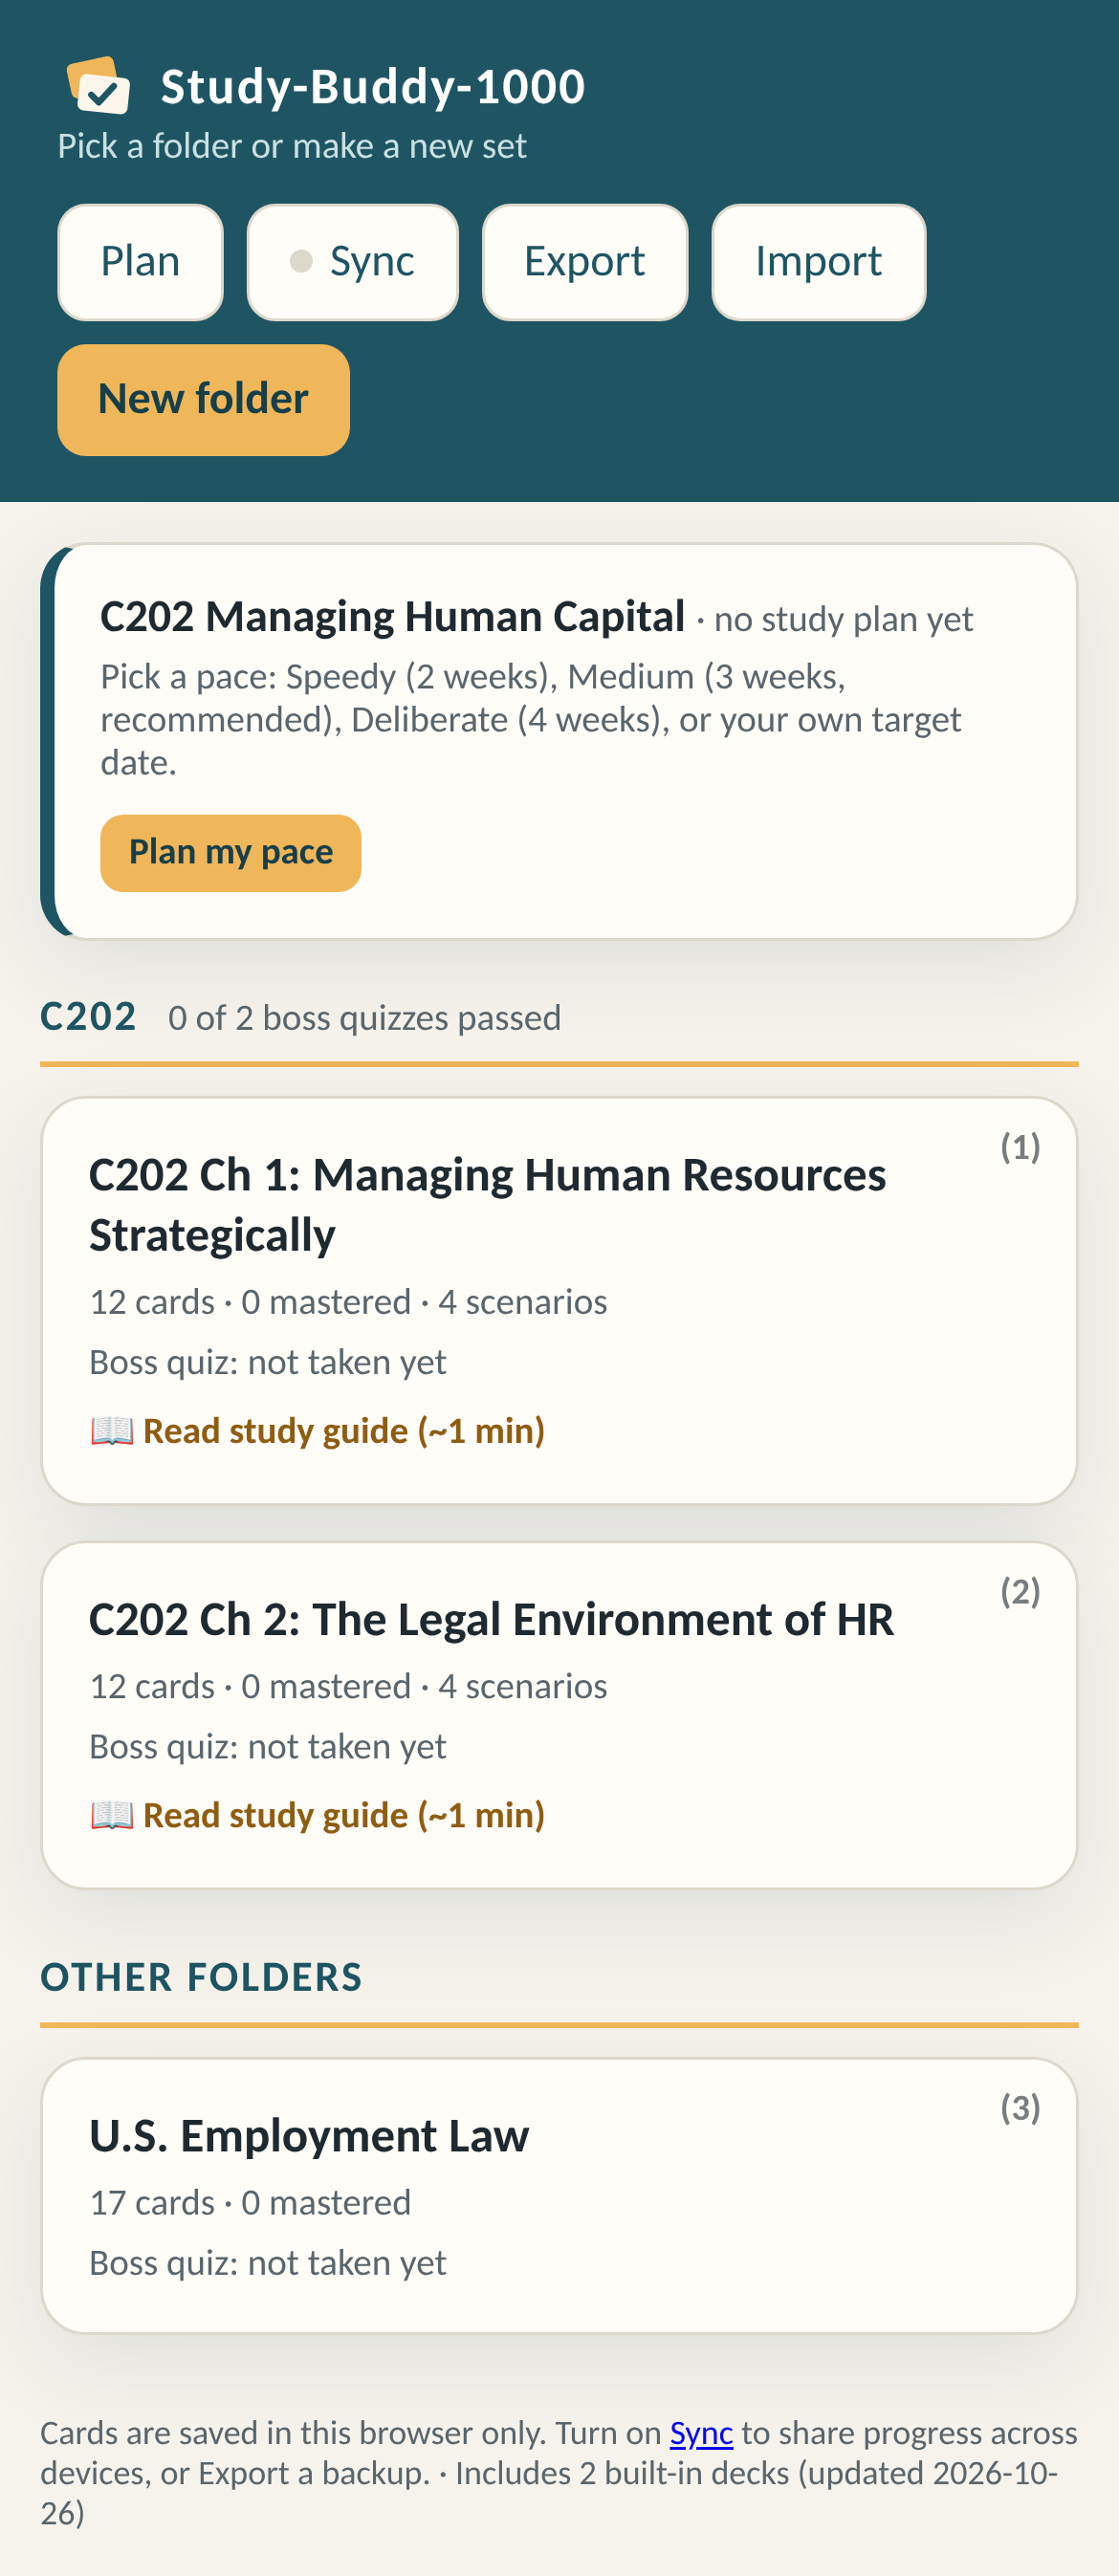 Study-Buddy-1000
Pick a folder or make a new set
Plan
Sync
Export
Import
New folder
C202 Managing Human Capital · no study plan yet
Pick a pace: Speedy (2 weeks), Medium (3 weeks,
recommended), Deliberate (4 weeks), or your own target
date.
Plan my pace
C202 0 of 2 boss quizzes passed
(1)
C202 Ch 1: Managing Human Resources
Strategically
12 cards · 0 mastered · 4 scenarios
Boss quiz: not taken yet
📖 Read study guide (~1 min)
(2)
C202 Ch 2: The Legal Environment of HR
12 cards · 0 mastered · 4 scenarios
Boss quiz: not taken yet
📖 Read study guide (~1 min)
OTHER FOLDERS
(3)
U.S. Employment Law
17 cards · 0 mastered
Boss quiz: not taken yet
Cards are saved in this browser only. Turn on Sync to share progress across
devices, or Export a backup. · Includes 2 built-in decks (updated 2026-10-
26)